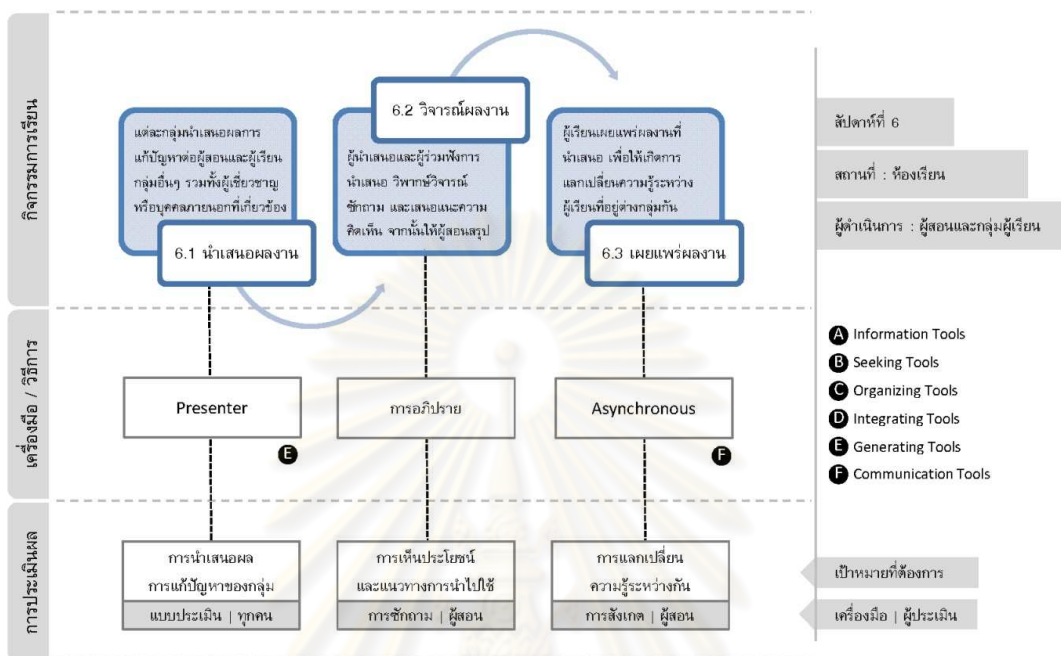 กิจกรรมการเรียน
แต่ละกลุ่มนำเสนอผลการ
แก้ปัญหาต่อผู้สอนและผู้เรียน
กลุ่มอื่นๆ รวมทั้งผู้เชี่ยวชาญ
หรือบุคคลภายนอกที่เกี่ยวข้อง
6.1 นำเสนอผลงาน
6.2 วิจารณ์ผลงาน
ผู้นำเสนอและผู้ร่วมฟังการ
นำเสนอ วิพากษ์วิจารณ์
ซักถาม และเสนอแนะความ
คิดเห็น จากนั้นให้ผู้สอนสรุป
ผู้เรียนเผยแพร่ผลงานที่
นำเสนอ เพื่อให้เกิดการ
แลกเปลี่ยนความรู้ระหว่าง
ผู้เรียนที่อยู่ต่างกลุ่มกัน
6.3 เผยแพร่ผลงาน
สัปดาห์ที่ 6
สถานที่ : ห้องเรียน
ผู้ดำเนินการ : ผู้สอนและกลุ่มผู้เรียน
เครื่องมือ / วิธีการ
Presenter
E
การอภิปราย
Asynchronous
F
A Information Tools
B Seeking Tools
C Organizing Tools
D Integrating Tools
E Generating Tools
F Communication Tools
การประเมินผล
การนำเสนอผล
การแก้ปัญหาของกลุ่ม
แบบประเมิน | ทุกคน
การเห็นประโยชน์
และแนวทางการนำไปใช้
การซักถาม | ผู้สอน
การแลกเปลี่ยน
ความรู้ระหว่างกัน
การสังเกต | ผู้สอน
เป้าหมายที่ต้องการ
เครื่องมือ | ผู้ประเมิน